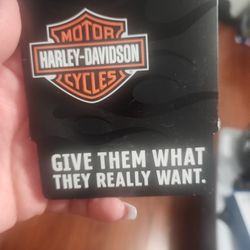 MOTOR
HARLEY-DAVIDSON
CYCLES
GIVE THEM WHAT
THEY REALLY WANT.